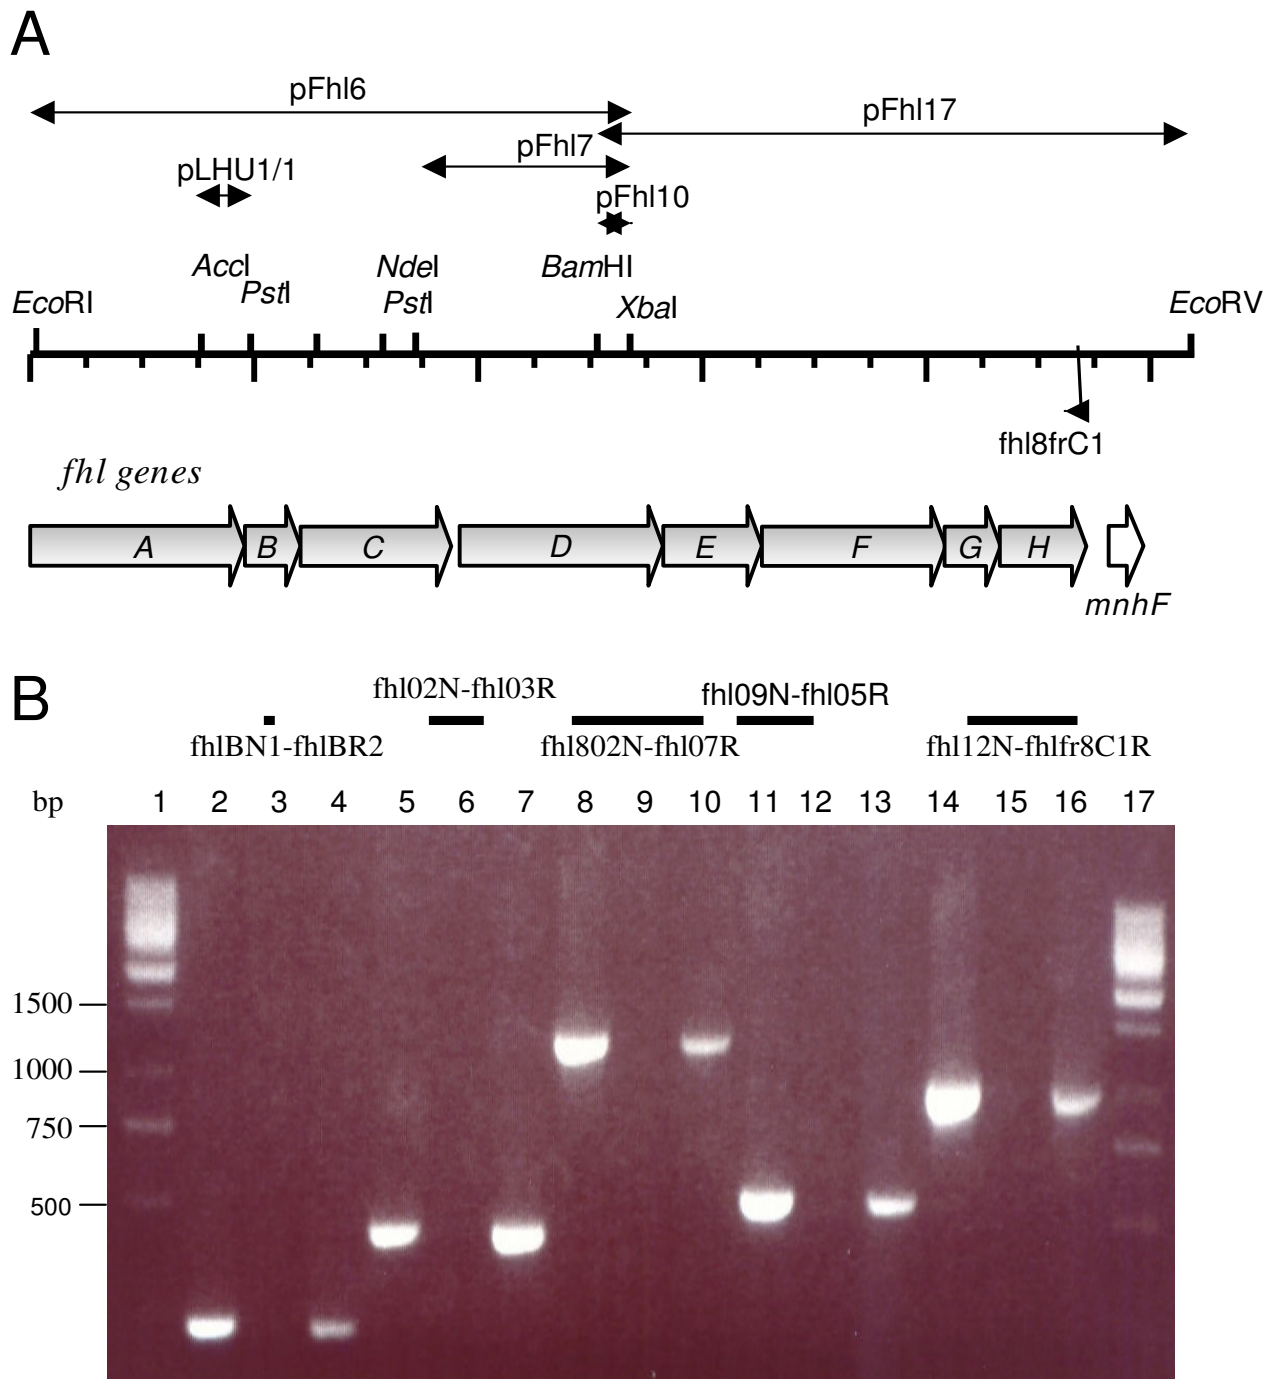 A
pFhl6
pFhl17
pFhl7
pLHU1/1
pFhl10
AccI NdeI BamHI
EcoRI PstI PstI XbaI EcoRV
fhl8frC1
fhl genes
A B C D E F G H
mnhF
B
fhl02N-fhl03R fhl09N-fhl05R
fhlBN1-fhlBR2 fhl802N-fhl07R fhl12N-fhlfr8C1R
bp 1 2 3 4 5 6 7 8 9 10 11 12 13 14 15 16 17
1500
1000
750
500